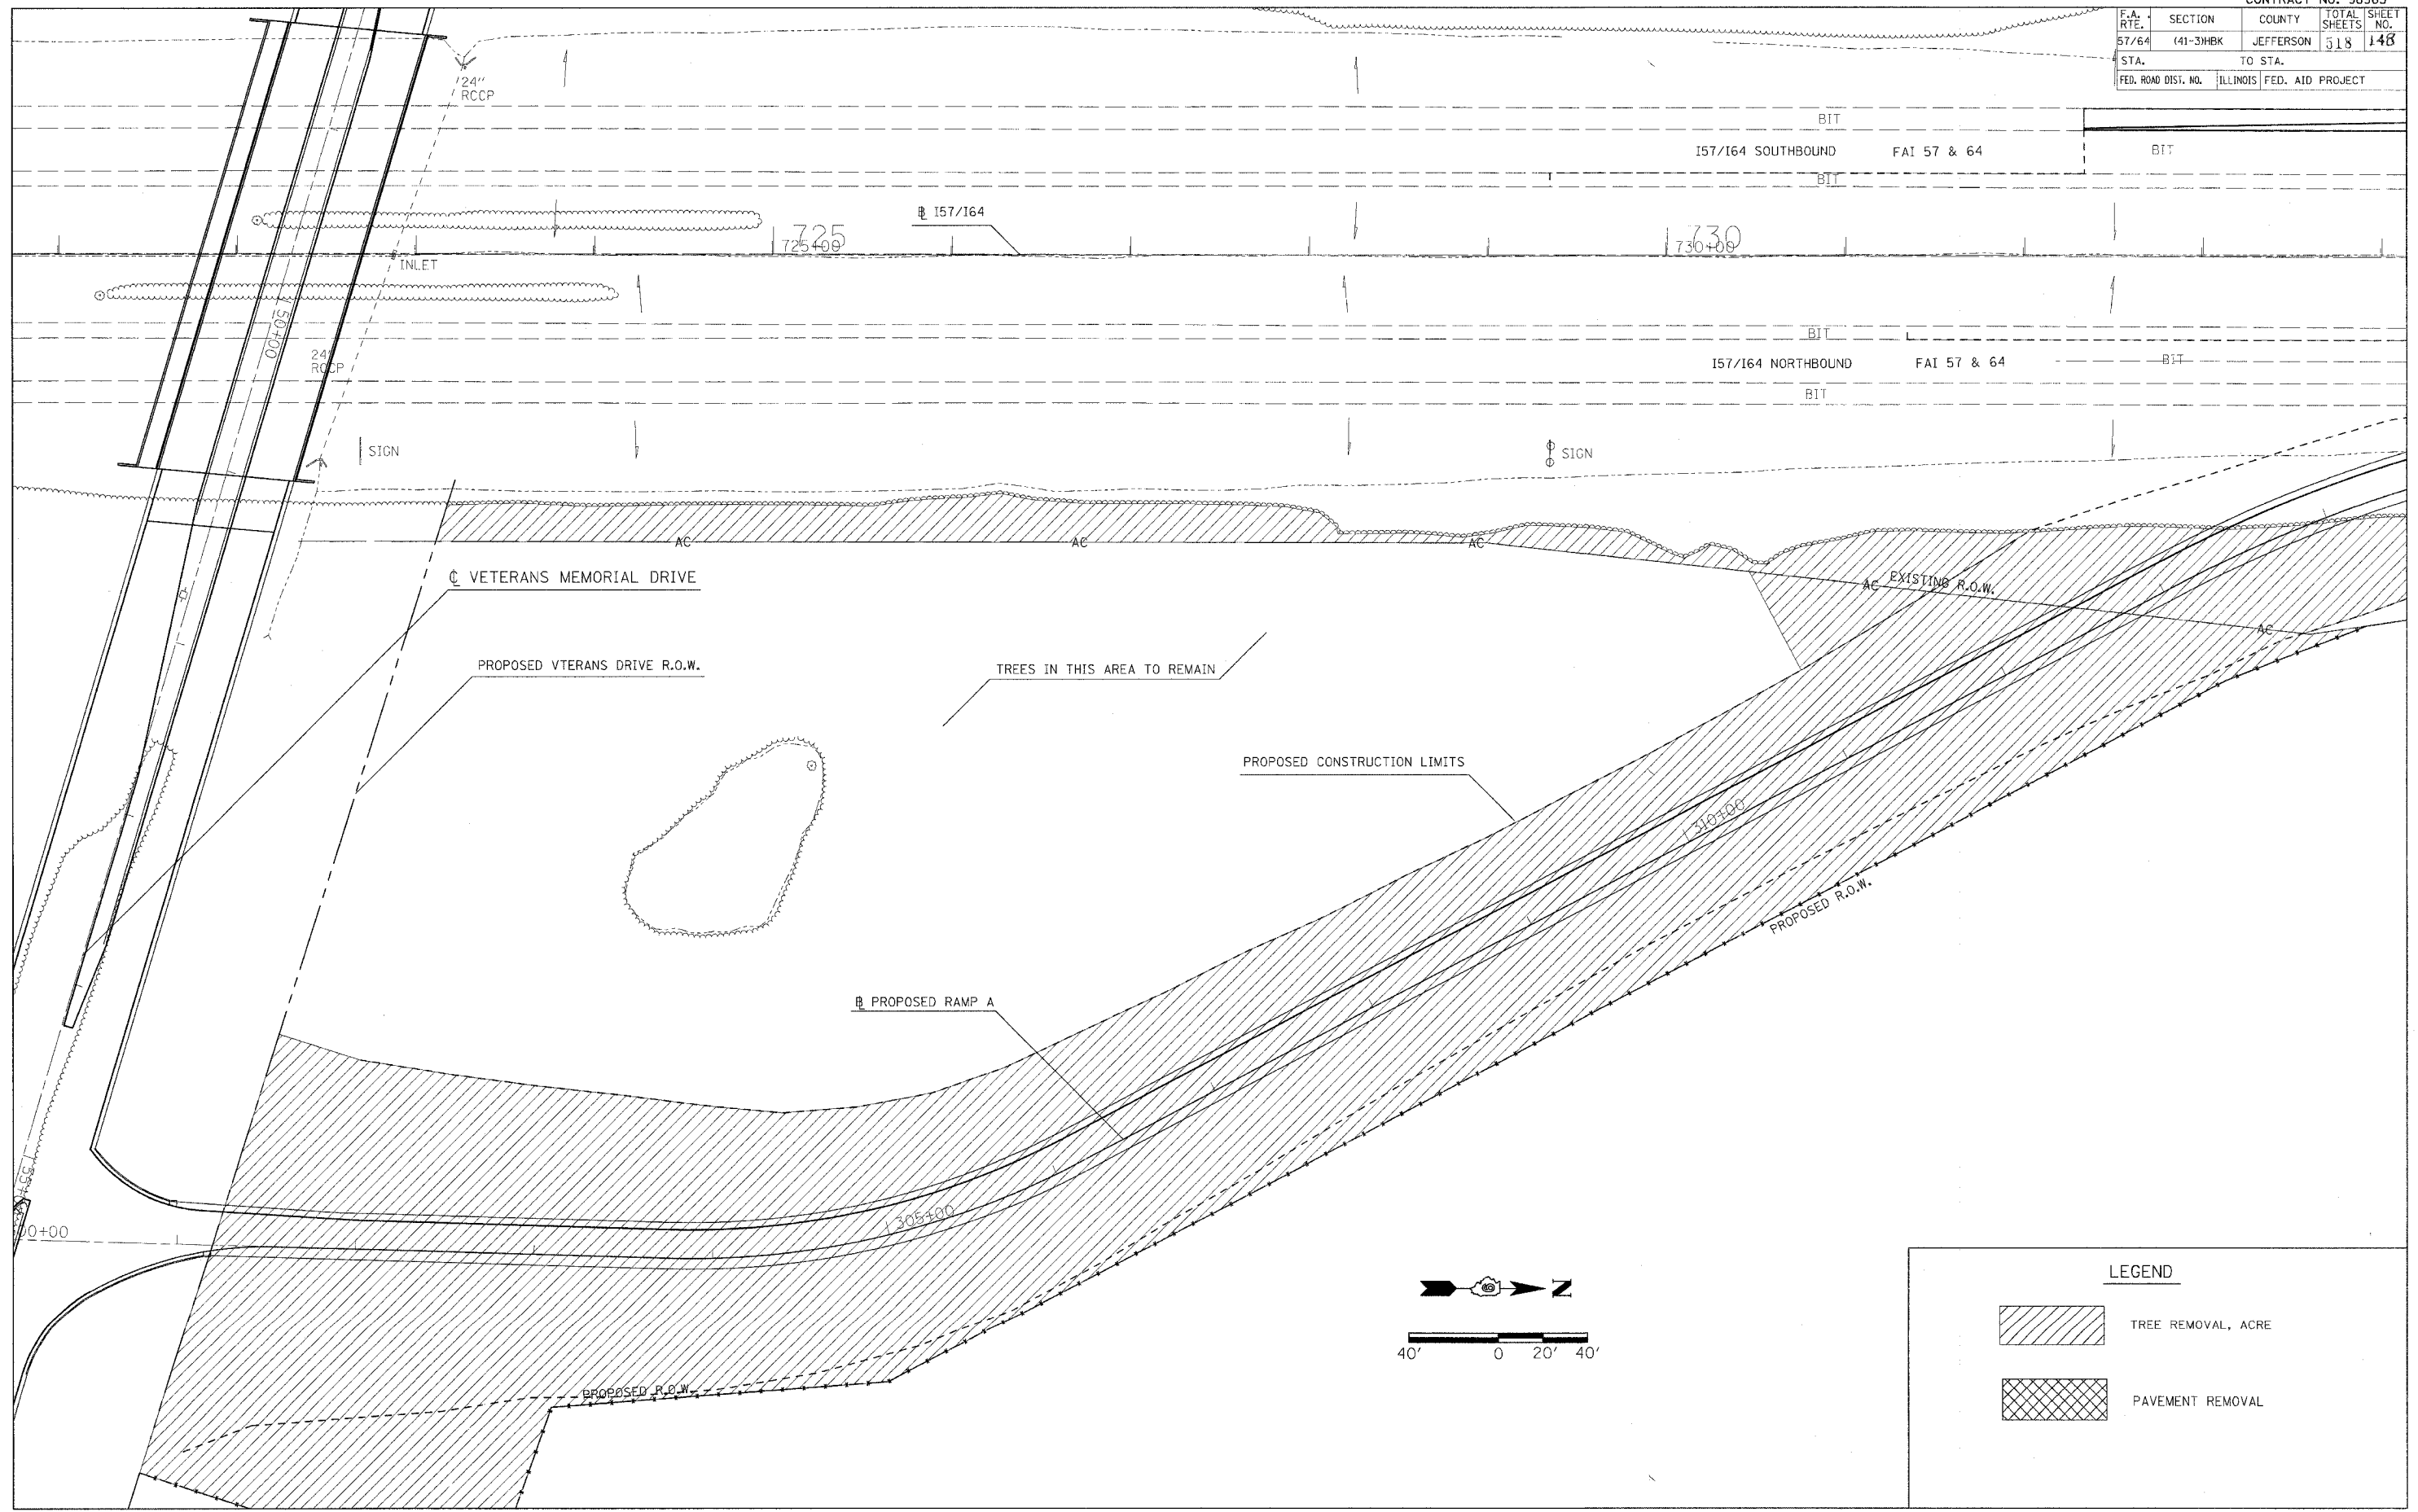 F.A. RTE. SECTION COUNTY TOTAL SHEETS SHEET NO.
57/64 (41-3)HBK JEFFERSON 518 148
STA. TO STA.
FED. ROAD DIST. NO. ILLINOIS FED. AID PROJECT
24" RCCP
BIT
I57/I64 SOUTHBOUND FAI 57 & 64
BIT
BIT
℄ I57/I64
725
725+00
730
730+00
INLET
50+00
24" RCCP
BIT
I57/I64 NORTHBOUND FAI 57 & 64
BIT
BIT
SIGN
SIGN
AC
AC
AC
AC
EXISTING R.O.W.
AC
℄ VETERANS MEMORIAL DRIVE
PROPOSED VTERANS DRIVE R.O.W.
TREES IN THIS AREA TO REMAIN
PROPOSED CONSTRUCTION LIMITS
310+00
PROPOSED R.O.W.
℄ PROPOSED RAMP A
305+00
00+00
PROPOSED R.O.W.
N
40' 0 20' 40'
LEGEND
TREE REMOVAL, ACRE
PAVEMENT REMOVAL